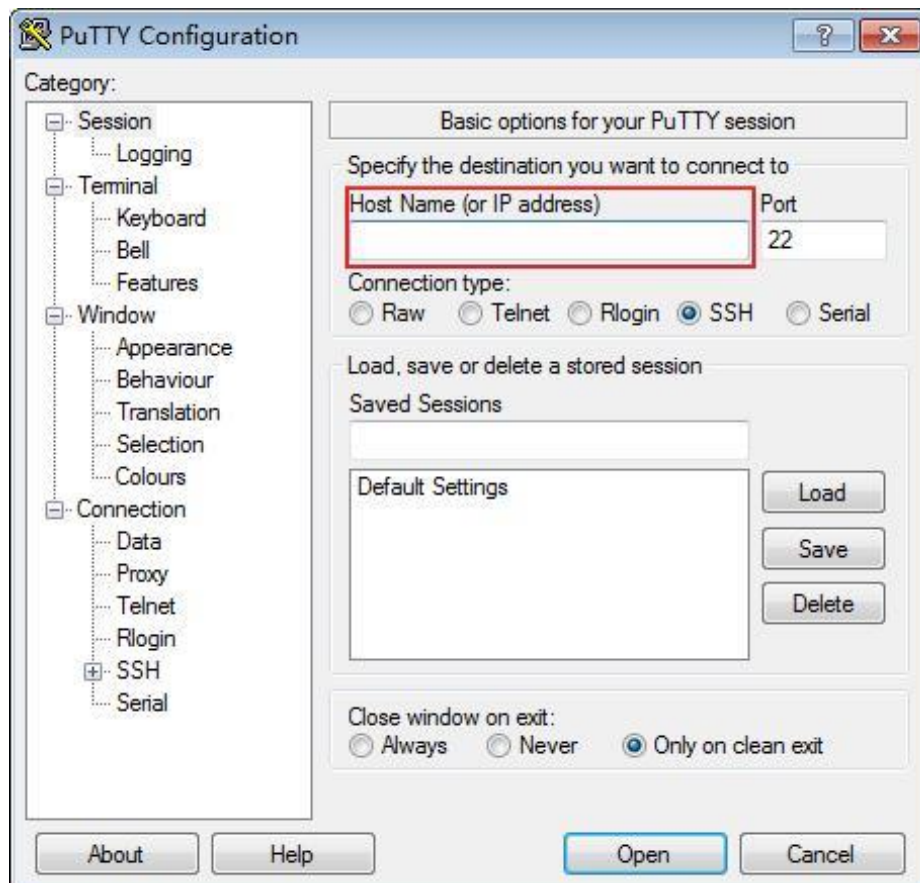 PuTTY Configuration
Category:
Session
Logging
Terminal
Keyboard
Bell
Features
Window
Appearance
Behaviour
Translation
Selection
Colours
Connection
Data
Proxy
Telnet
Rlogin
SSH
Serial
Basic options for your PuTTY session
Specify the destination you want to connect to
Host Name (or IP address) Port
22
Connection type:
Raw Telnet Rlogin SSH Serial
Load, save or delete a stored session
Saved Sessions
Default Settings
Load
Save
Delete
Close window on exit:
Always Never Only on clean exit
About Help Open Cancel